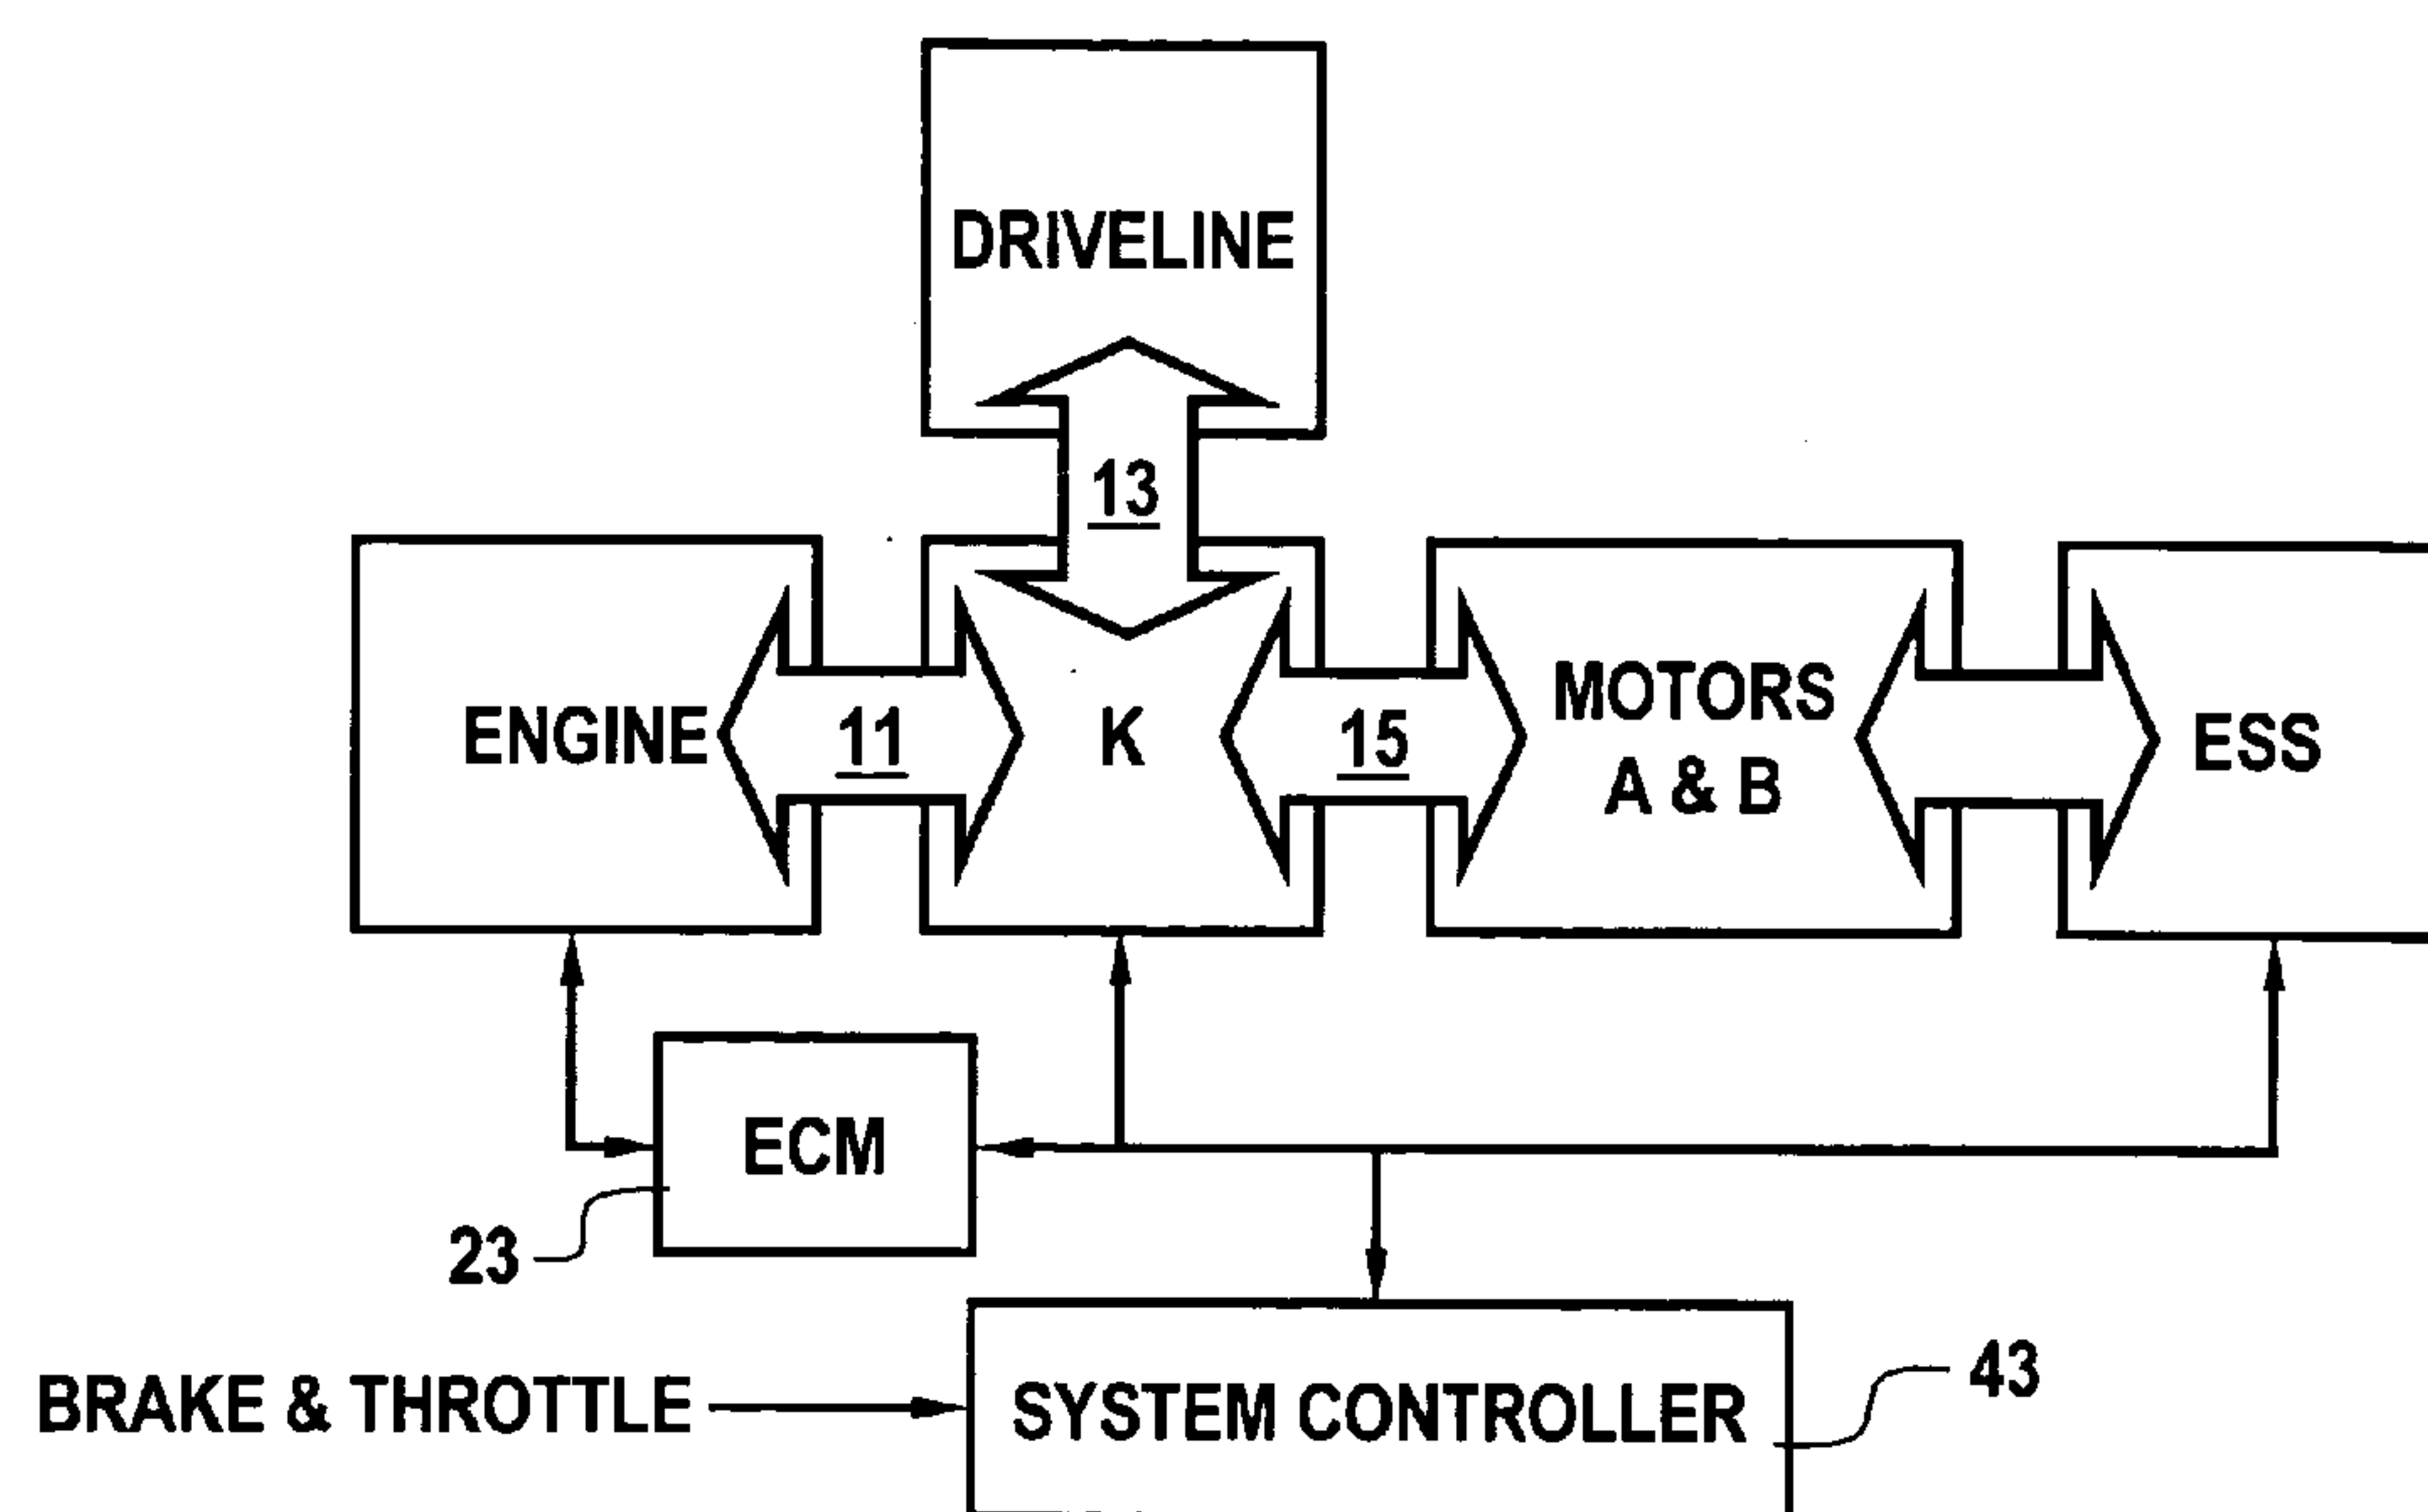 DRIVELINE
13
ENGINE
11
K
15
MOTORS
A & B
ESS
ECM
23
BRAKE & THROTTLE
SYSTEM CONTROLLER
43